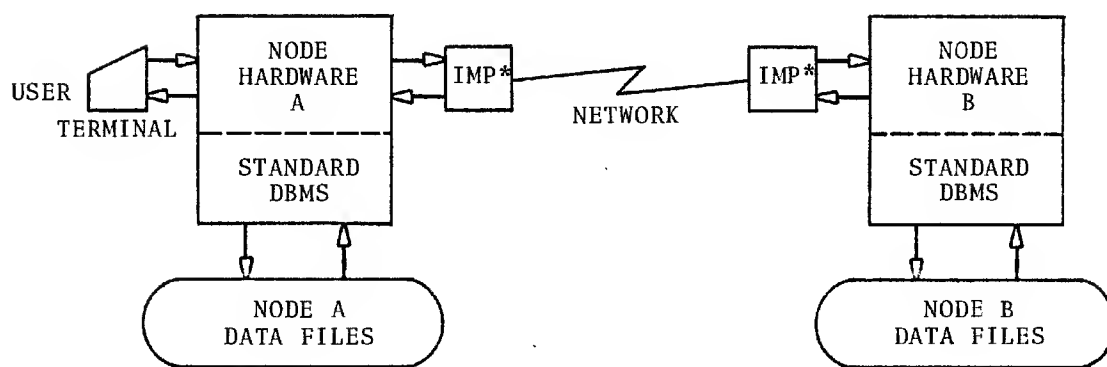 USER
TERMINAL
NODE
HARDWARE
A
STANDARD
DBMS
IMP*
NETWORK
IMP*
NODE
HARDWARE
B
STANDARD
DBMS
NODE A
DATA FILES
NODE B
DATA FILES